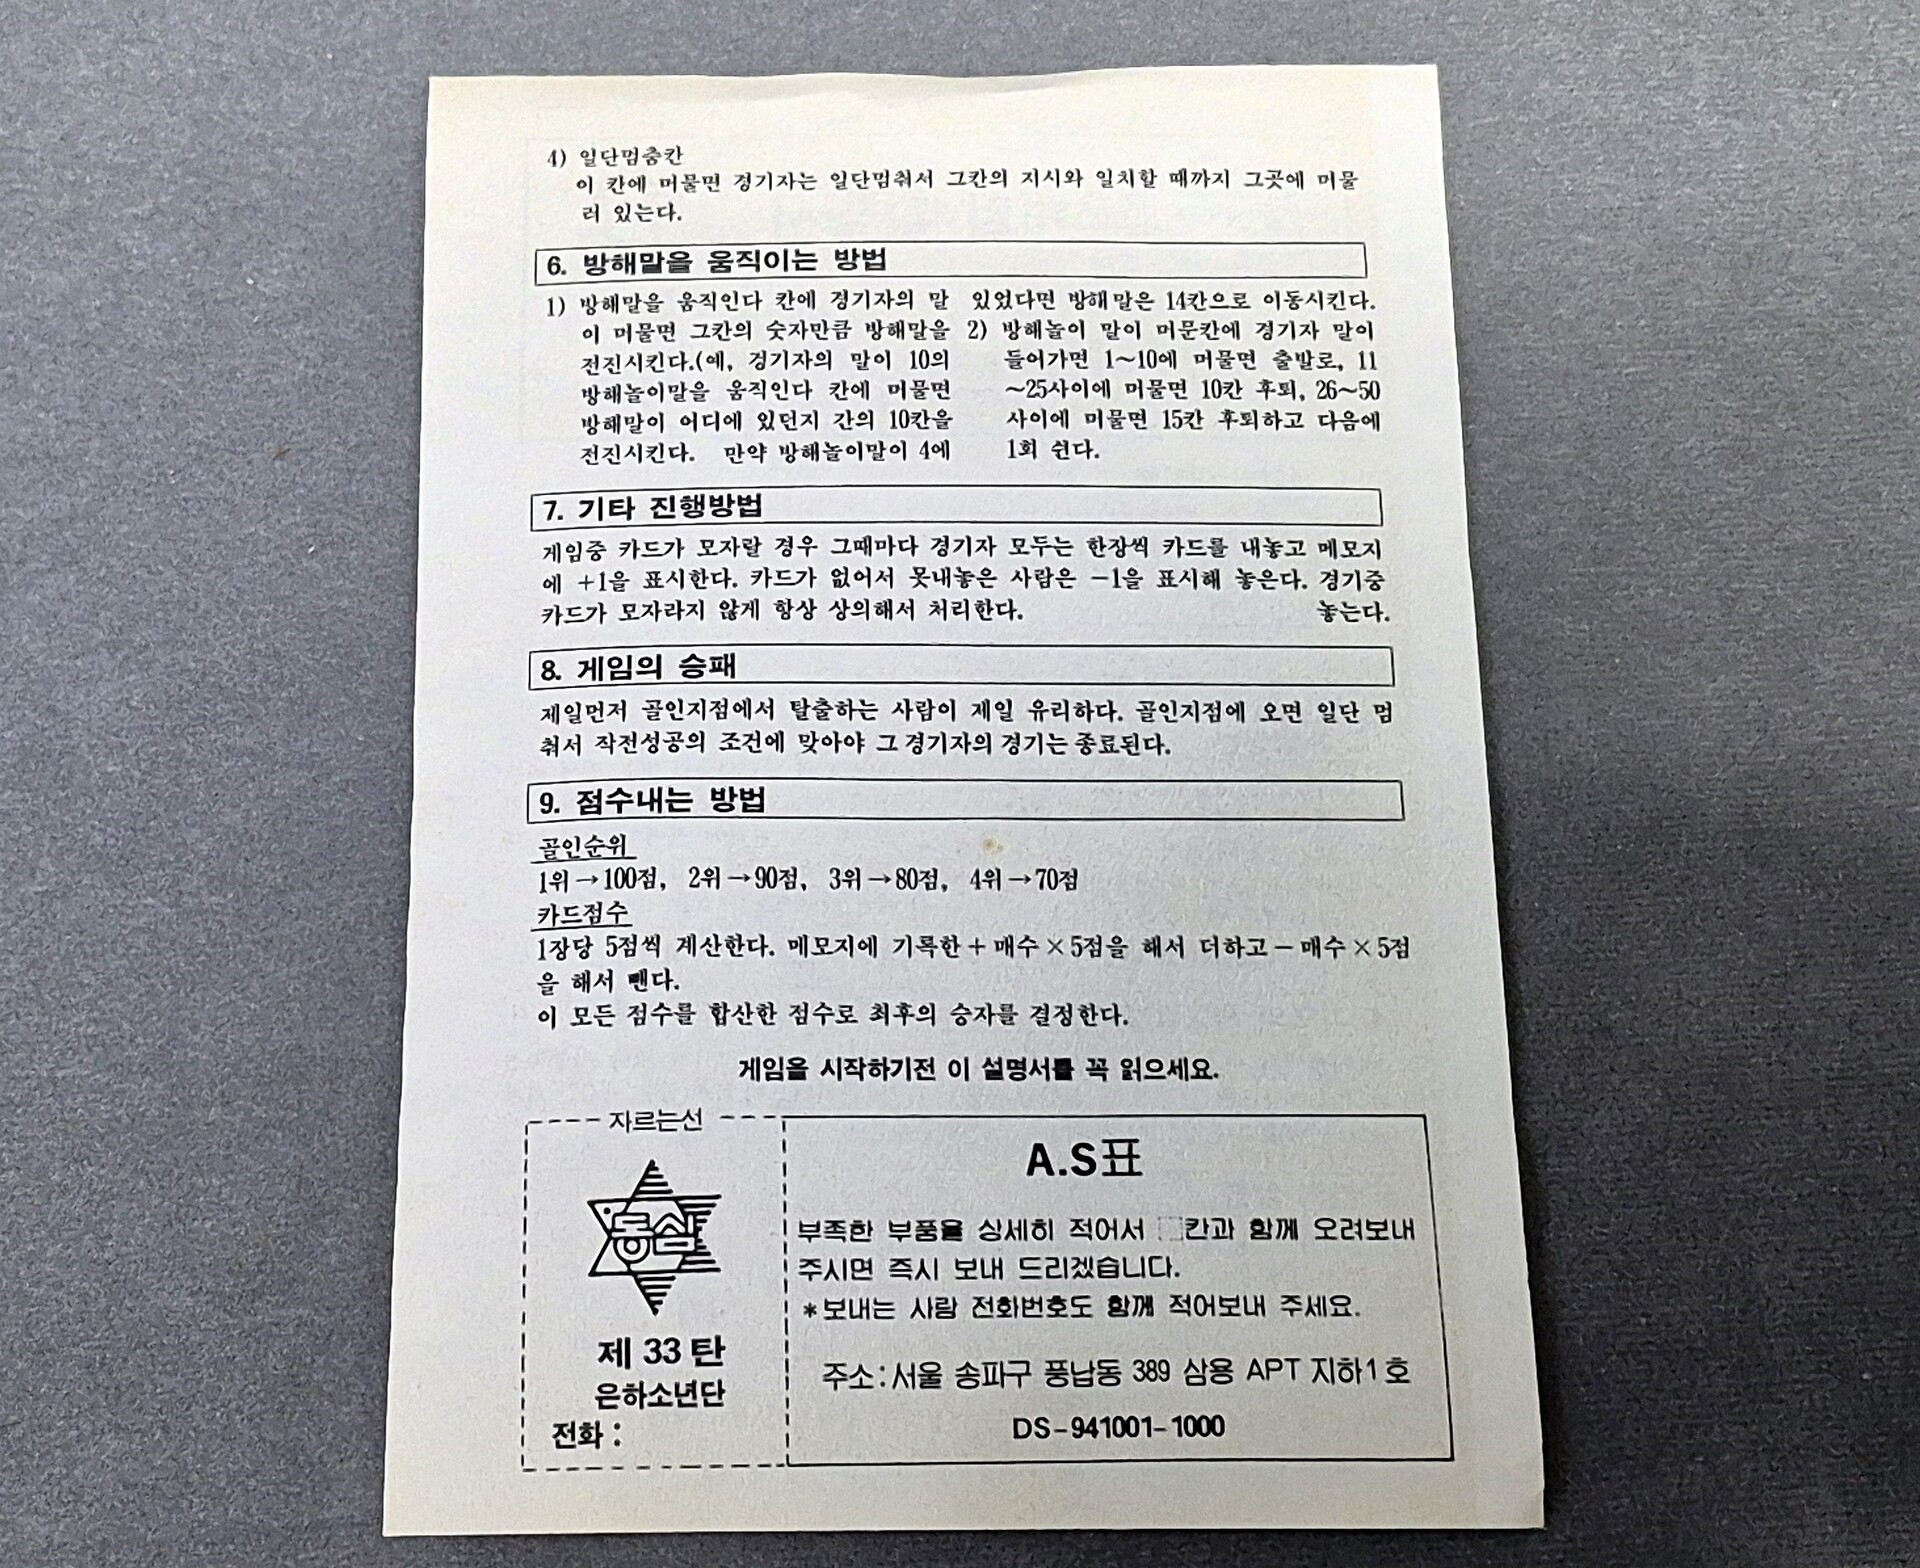 4) 일단멈춤칸
이 칸에 머물면 경기자는 일단멈춰서 그칸의 지시와 일치할 때까지 그곳에 머물
러 있는다.
6. 방해말을 움직이는 방법
1) 방해말을 움직인다 칸에 경기자의 말
이 머물면 그칸의 숫자만큼 방해말을
전진시킨다.(예, 경기자의 말이 10의
방해놀이말을 움직인다 칸에 머물면
방해말이 어디에 있던지 간의 10칸을
전진시킨다. 만약 방해놀이말이 4에
있었다면 방해말은 14칸으로 이동시킨다.
2) 방해놀이 말이 머문칸에 경기자 말이
들어가면 1~10에 머물면 출발로, 11
~25사이에 머물면 10칸 후퇴, 26~50
사이에 머물면 15칸 후퇴하고 다음에
1회 쉰다.
7. 기타 진행방법
게임중 카드가 모자랄 경우 그때마다 경기자 모두는 한장씩 카드를 내놓고 메모지
에 +1을 표시한다. 카드가 없어서 못내놓은 사람은 -1을 표시해 놓은다. 경기중
카드가 모자라지 않게 항상 상의해서 처리한다. 놓는다.
8. 게임의 승패
제일먼저 골인지점에서 탈출하는 사람이 제일 유리하다. 골인지점에 오면 일단 멈
춰서 작전성공의 조건에 맞아야 그 경기자의 경기는 종료된다.
9. 점수내는 방법
골인순위
1위→100점, 2위→90점, 3위→80점, 4위→70점
카드점수
1장당 5점씩 계산한다. 메모지에 기록한 + 매수 × 5점을 해서 더하고 - 매수 × 5점
을 해서 뺀다.
이 모든 점수를 합산한 점수로 최후의 승자를 결정한다.
게임을 시작하기전 이 설명서를 꼭 읽으세요.
자르는선
동심
제 33 탄
은하소년단
전화 :
A.S표
부족한 부품을 상세히 적어서 □칸과 함께 오려보내
주시면 즉시 보내 드리겠습니다.
*보내는 사람 전화번호도 함께 적어보내 주세요.
주소:서울 송파구 풍납동 389 삼용 APT 지하1호
DS-941001-1000